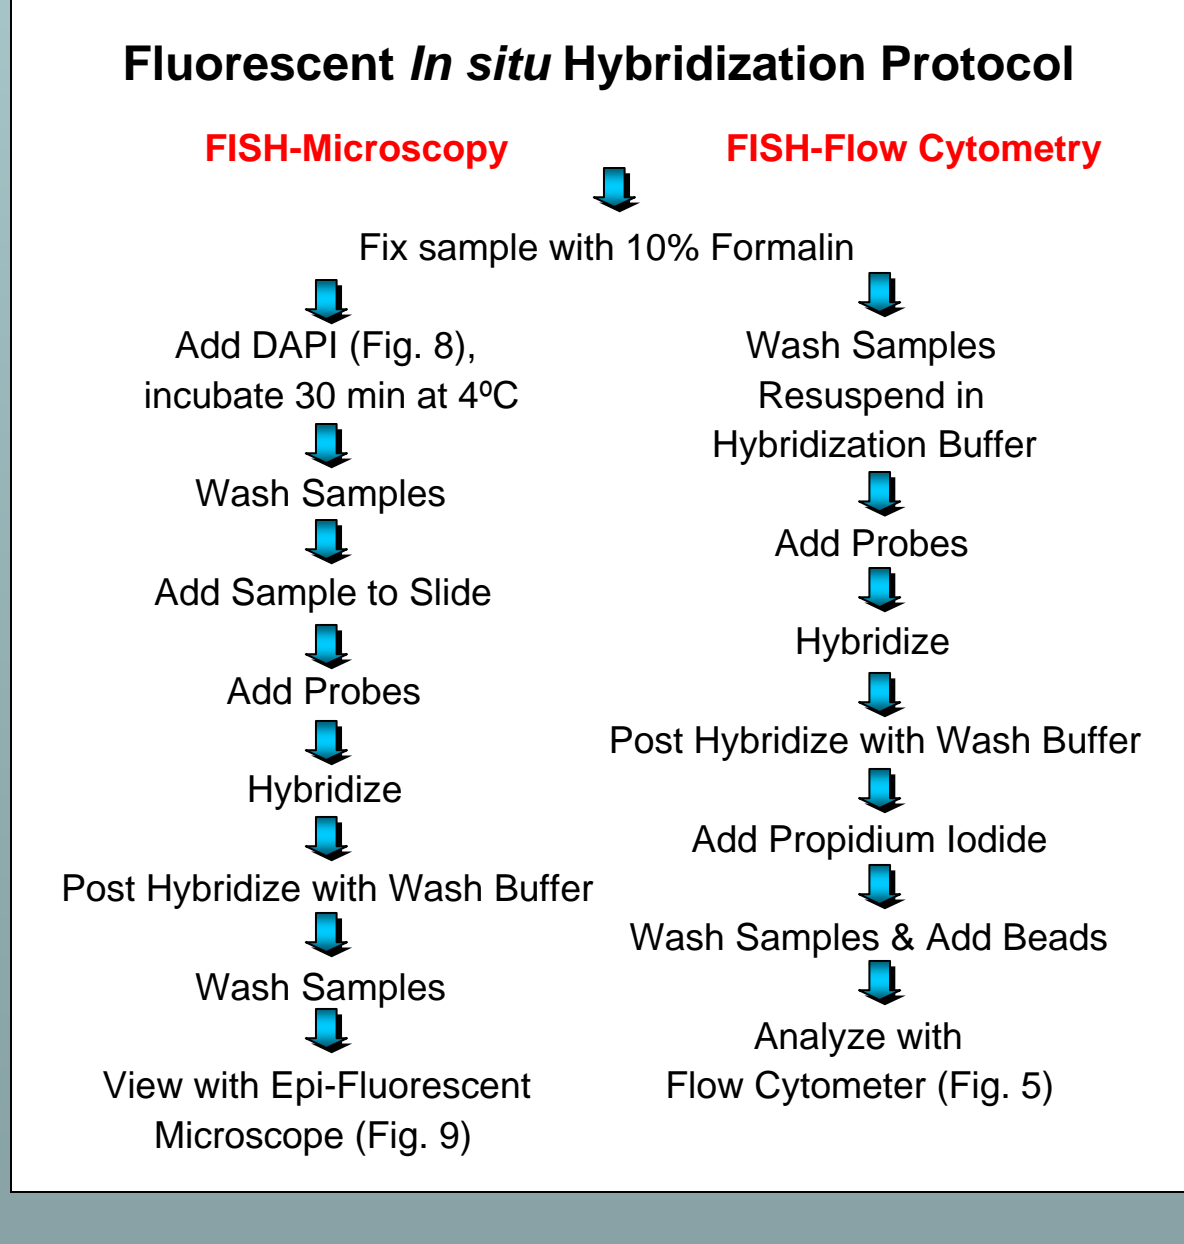 Fluorescent In situ Hybridization Protocol
FISH-Microscopy
FISH-Flow Cytometry
Fix sample with 10% Formalin
Add DAPI (Fig. 8),
incubate 30 min at 4ºC
Wash Samples
Add Sample to Slide
Add Probes
Hybridize
Post Hybridize with Wash Buffer
Wash Samples
View with Epi-Fluorescent
Microscope (Fig. 9)
Wash Samples
Resuspend in
Hybridization Buffer
Add Probes
Hybridize
Post Hybridize with Wash Buffer
Add Propidium Iodide
Wash Samples & Add Beads
Analyze with
Flow Cytometer (Fig. 5)